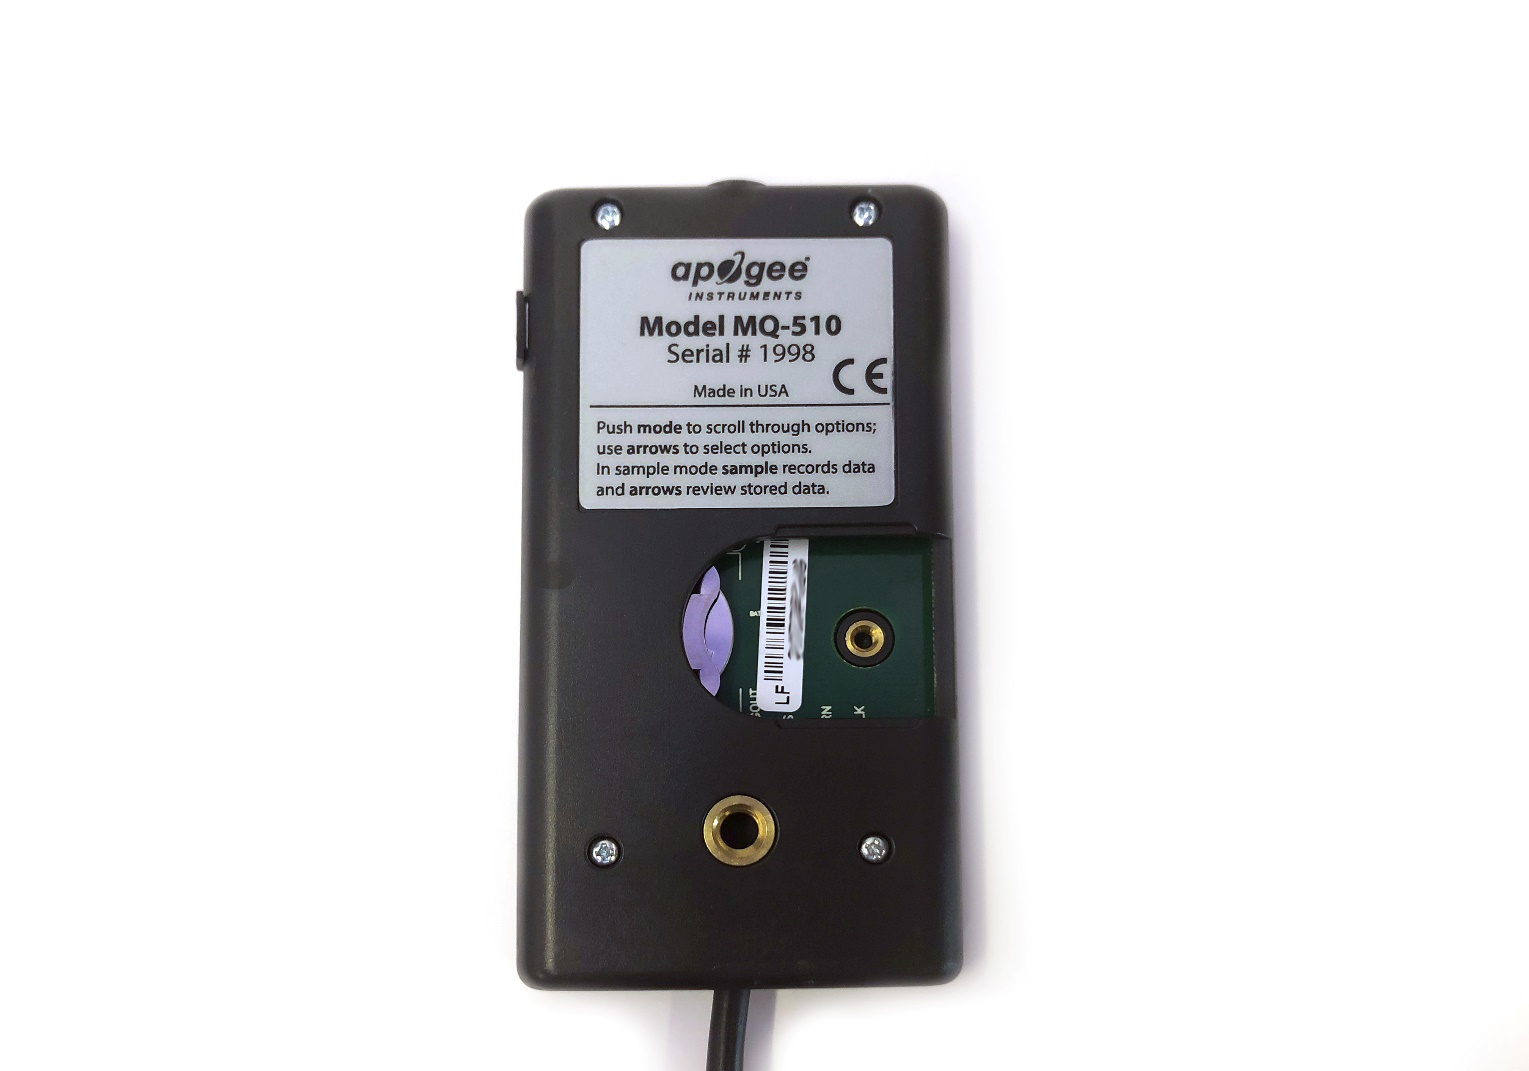 apogee
INSTRUMENTS
Model MQ-510
Serial # 1998
CE
Made in USA
Push mode to scroll through options;
use arrows to select options.
In sample mode sample records data
and arrows review stored data.
LF
LK